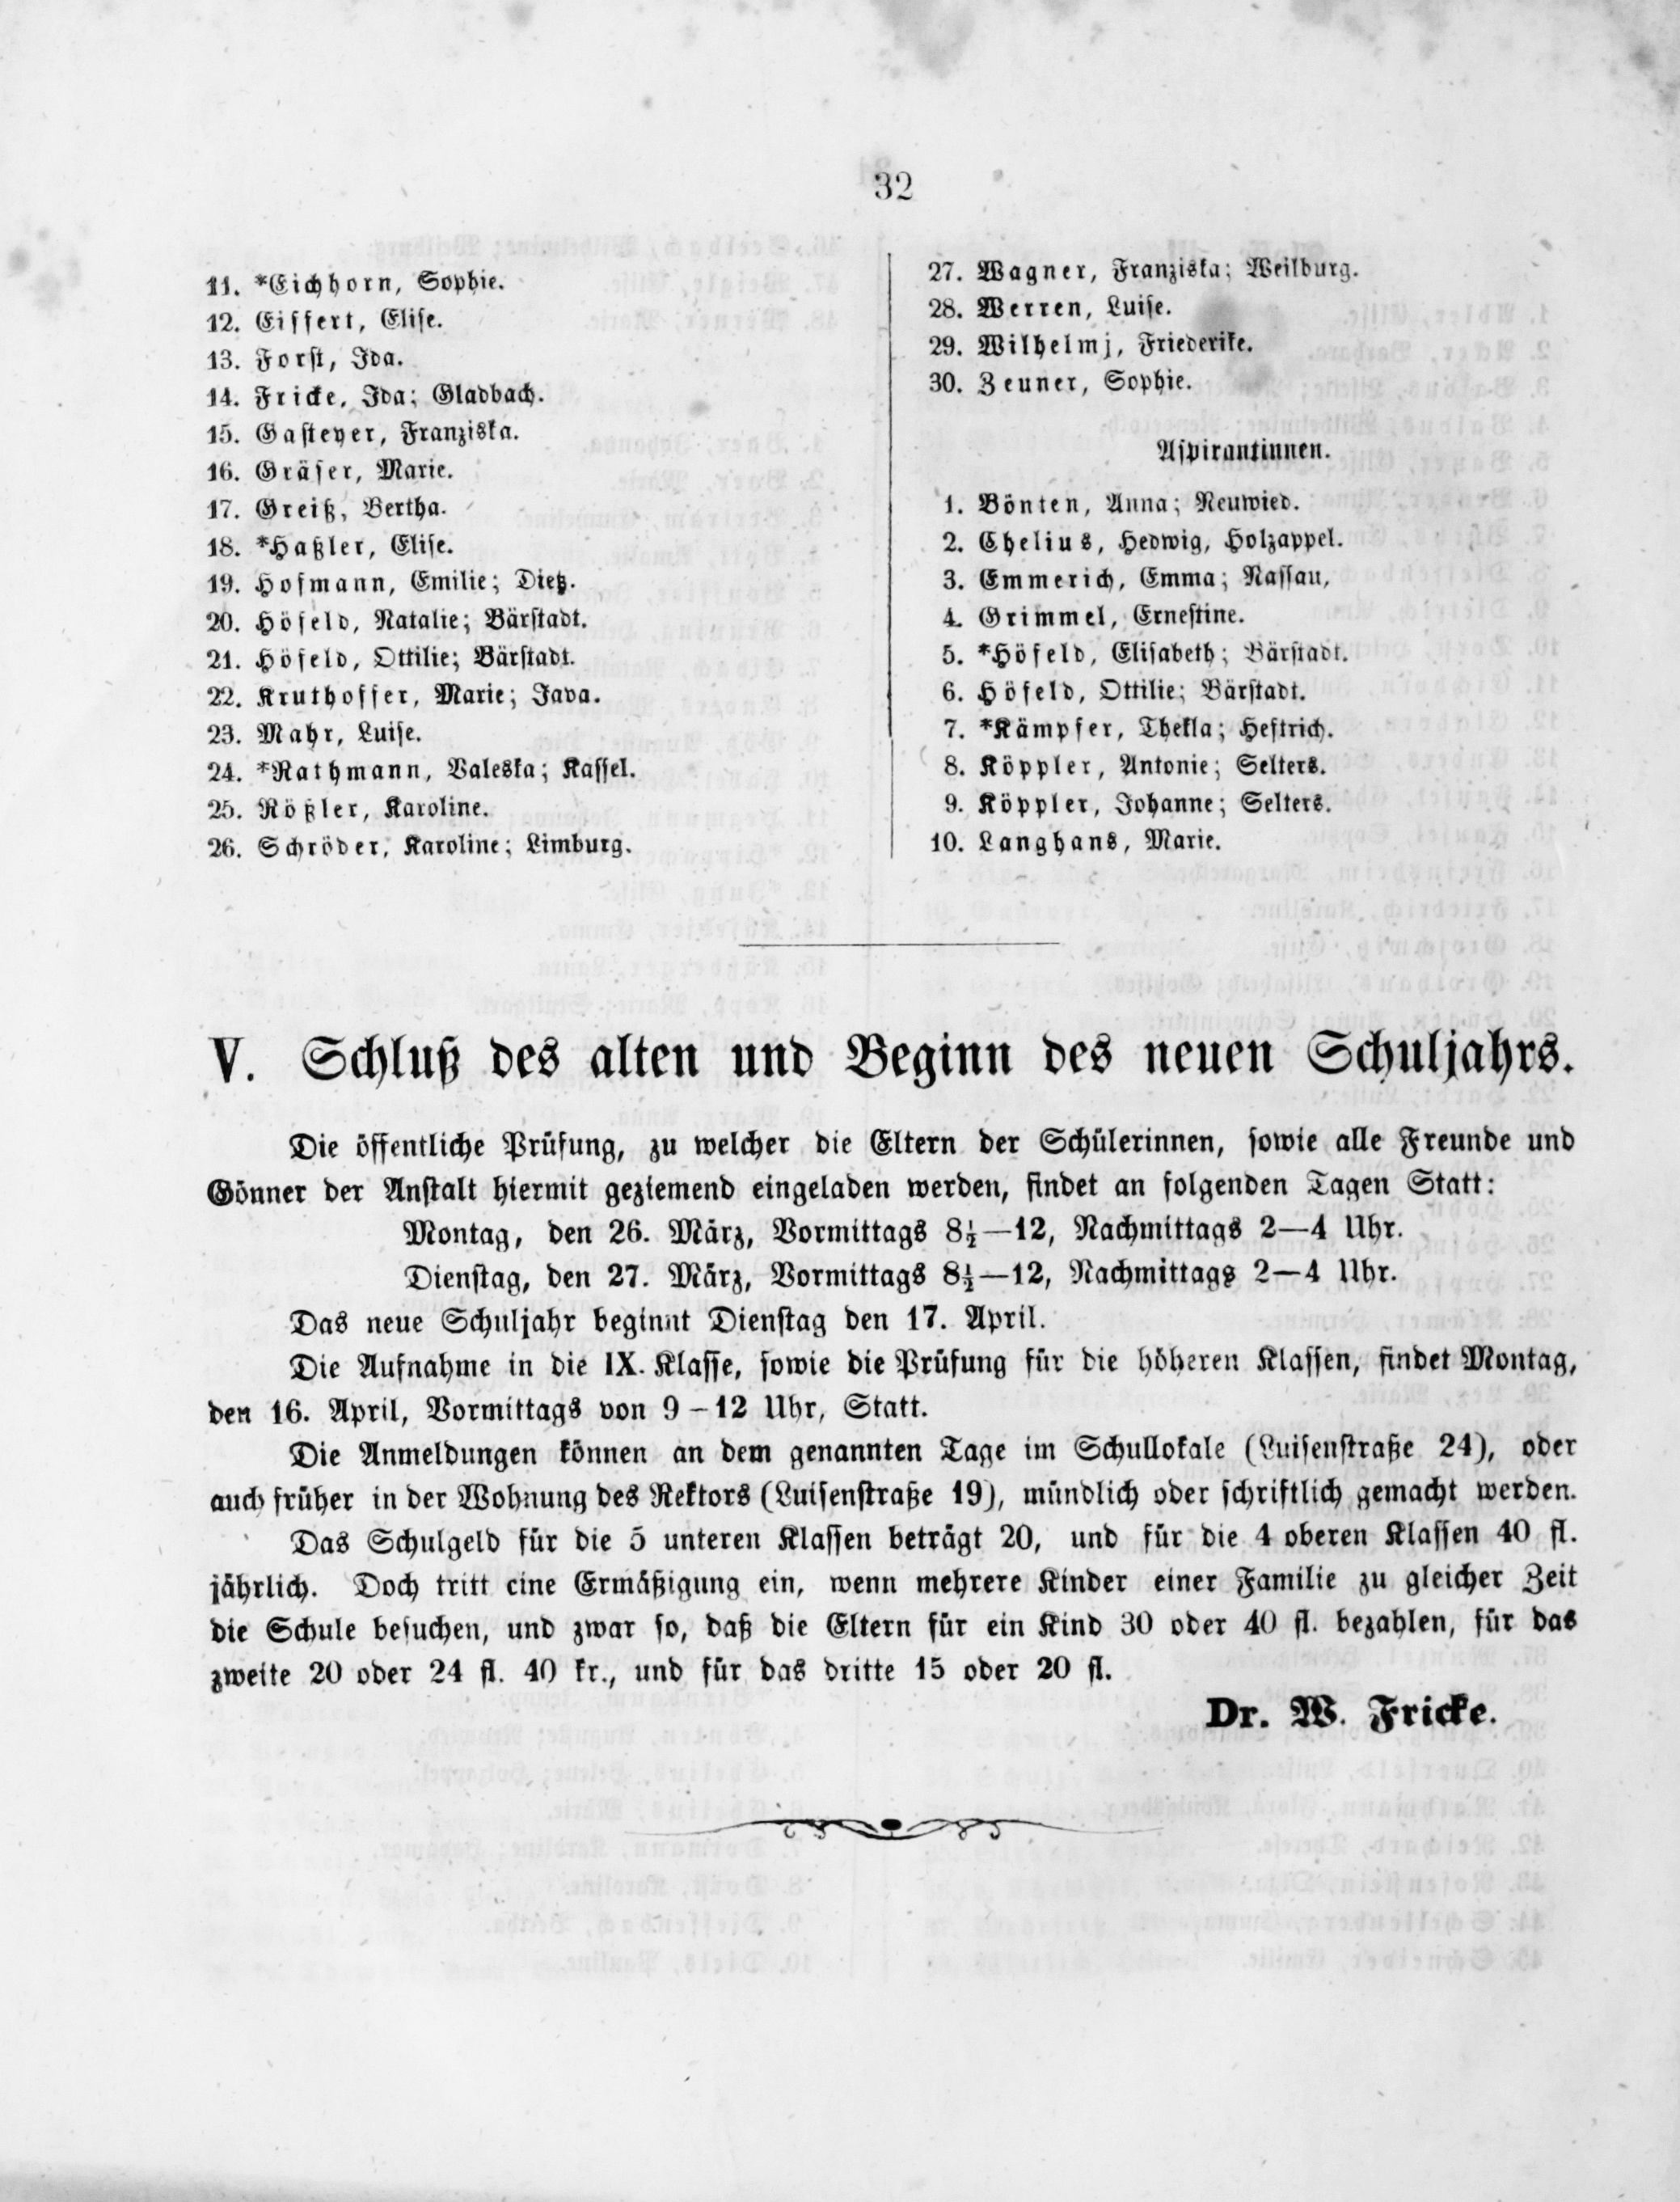 32
11. *Eichhorn, Sophie.
12. Eiffert, Elise.
13. Forst, Ida.
14. Fricke, Ida; Gladbach.
15. Gasteyer, Franziska.
16. Gräser, Marie.
17. Greiß, Bertha.
18. *Haßler, Elise.
19. Hofmann, Emilie; Dietz.
20. Höfeld, Natalie; Bärstadt.
21. Höfeld, Ottilie; Bärstadt.
22. Kruthoffer, Marie; Java.
23. Mahr, Luise.
24. *Rathmann, Valeska; Kassel.
25. Rößler, Karoline.
26. Schröder, Karoline; Limburg.
27. Wagner, Franziska; Weilburg.
28. Werren, Luise.
29. Wilhelmj, Friederike.
30. Zeuner, Sophie.
Aspirantinnen.
1. Bönten, Anna; Neuwied.
2. Chelius, Hedwig, Holzappel.
3. Emmerich, Emma; Nassau,
4. Grimmel, Ernestine.
5. *Höfeld, Elisabeth; Bärstadt.
6. Höfeld, Ottilie; Bärstadt.
7. *Kämpfer, Thekla; Heftrich.
8. Köppler, Antonie; Selters.
9. Köppler, Johanne; Selters.
10. Langhans, Marie.
V. Schluß des alten und Beginn des neuen Schuljahrs.
Die öffentliche Prüfung, zu welcher die Eltern der Schülerinnen, sowie alle Freunde und
Gönner der Anstalt hiermit geziemend eingeladen werden, findet an folgenden Tagen Statt:
Montag, den 26. März, Vormittags 8½—12, Nachmittags 2—4 Uhr.
Dienstag, den 27. März, Vormittags 8½—12, Nachmittags 2—4 Uhr.
Das neue Schuljahr beginnt Dienstag den 17. April.
Die Aufnahme in die IX. Klasse, sowie die Prüfung für die höheren Klassen, findet Montag,
den 16. April, Vormittags von 9–12 Uhr, Statt.
Die Anmeldungen können an dem genannten Tage im Schullokale (Luisenstraße 24), oder
auch früher in der Wohnung des Rektors (Luisenstraße 19), mündlich oder schriftlich gemacht werden.
Das Schulgeld für die 5 unteren Klassen beträgt 20, und für die 4 oberen Klassen 40 fl.
jährlich. Doch tritt eine Ermäßigung ein, wenn mehrere Kinder einer Familie zu gleicher Zeit
die Schule besuchen, und zwar so, daß die Eltern für ein Kind 30 oder 40 fl. bezahlen, für das
zweite 20 oder 24 fl. 40 kr., und für das dritte 15 oder 20 fl.
Dr. W. Fricke.